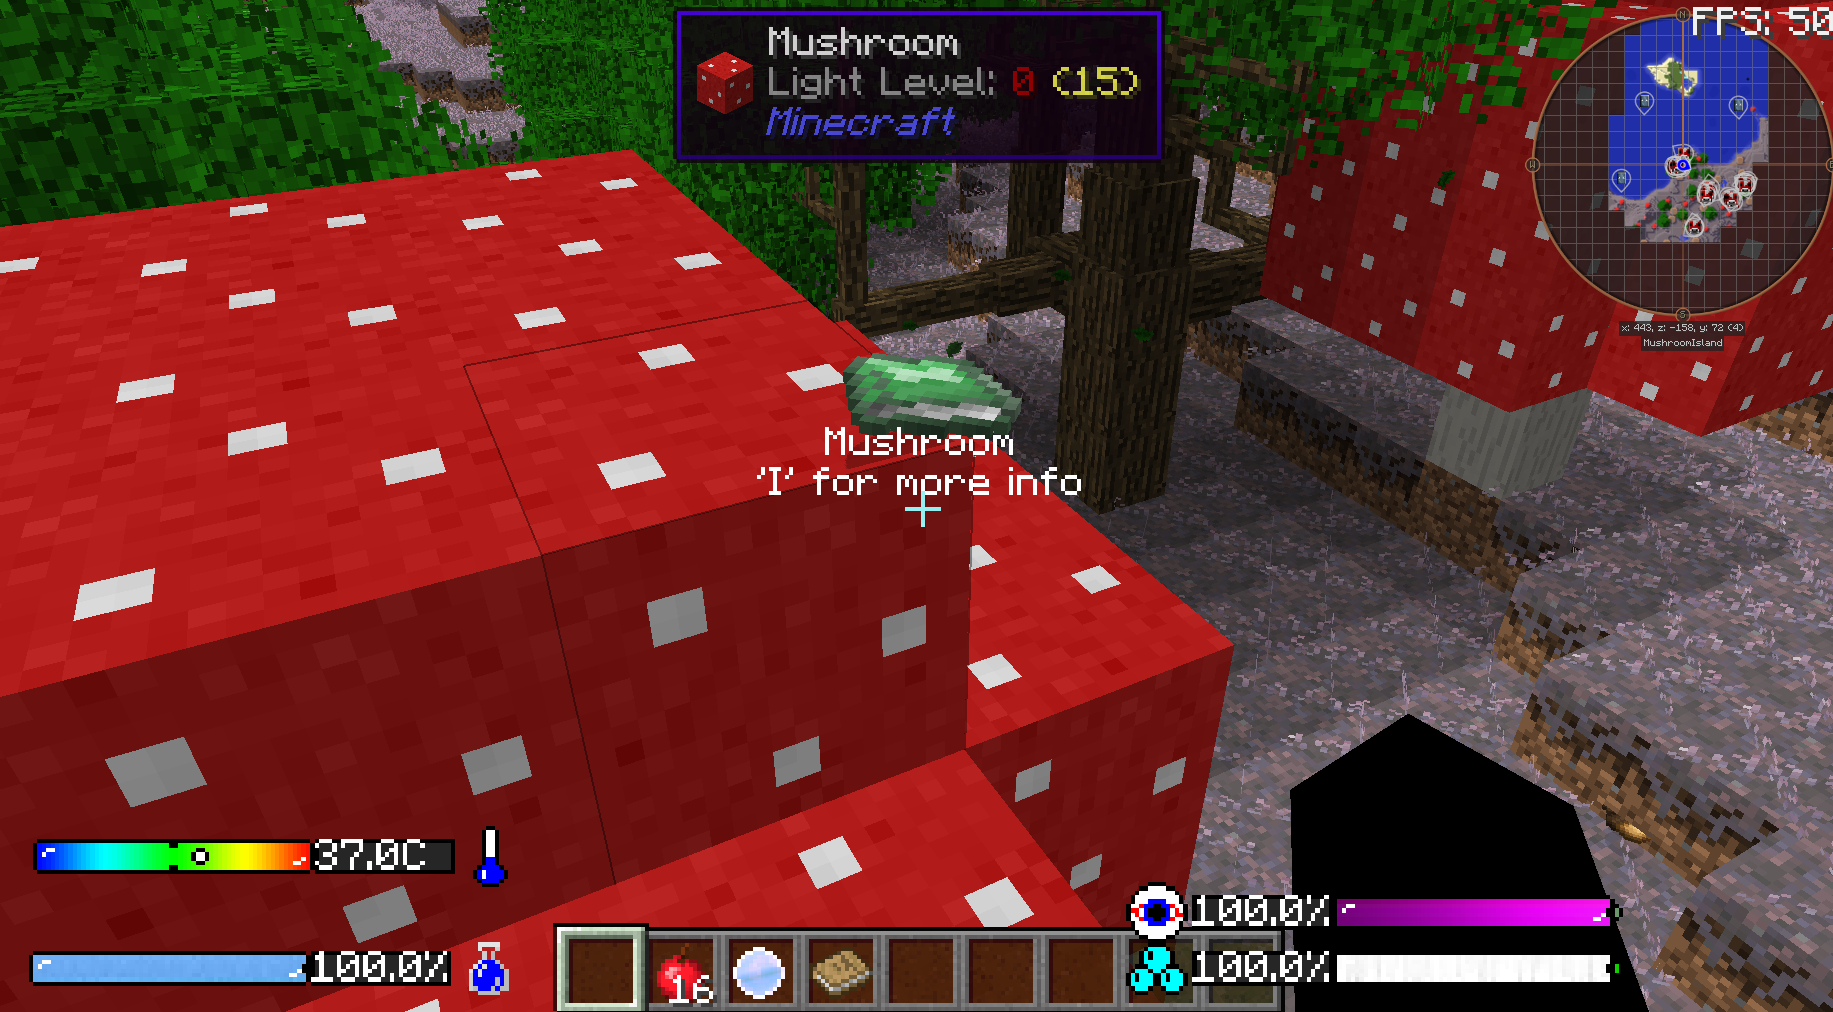 Mushroom
Light Level: 0 (15)
Minecraft
FPS: 50
N
W
S
x: 443, z: -158, y: 72 (4)
MushroomIsland
Mushroom
'I' for more info
37.0C
100.0%
16
100.0%
100.0%